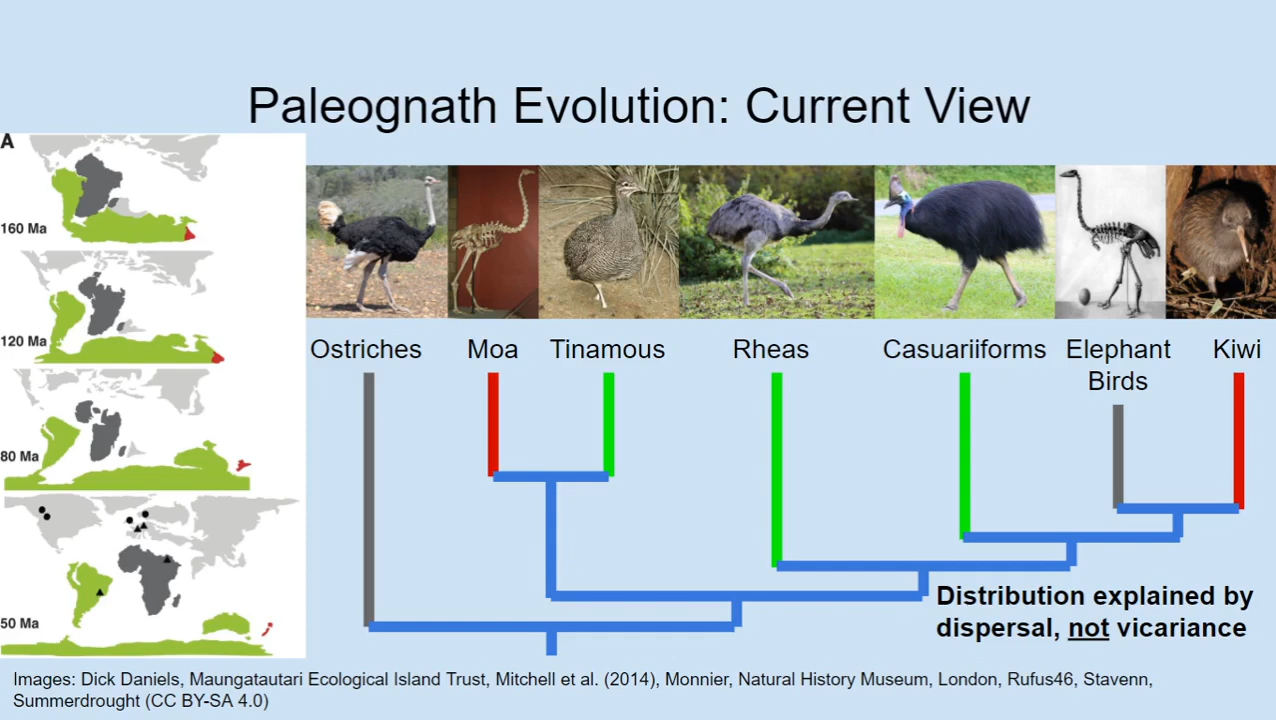 Paleognath Evolution: Current View
A
160 Ma
120 Ma
80 Ma
50 Ma
Ostriches
Moa
Tinamous
Rheas
Casuariiforms
Elephant
Birds
Kiwi
Distribution explained by
dispersal, not vicariance
Images: Dick Daniels, Maungatautari Ecological Island Trust, Mitchell et al. (2014), Monnier, Natural History Museum, London, Rufus46, Stavenn,
Summerdrought (CC BY-SA 4.0)